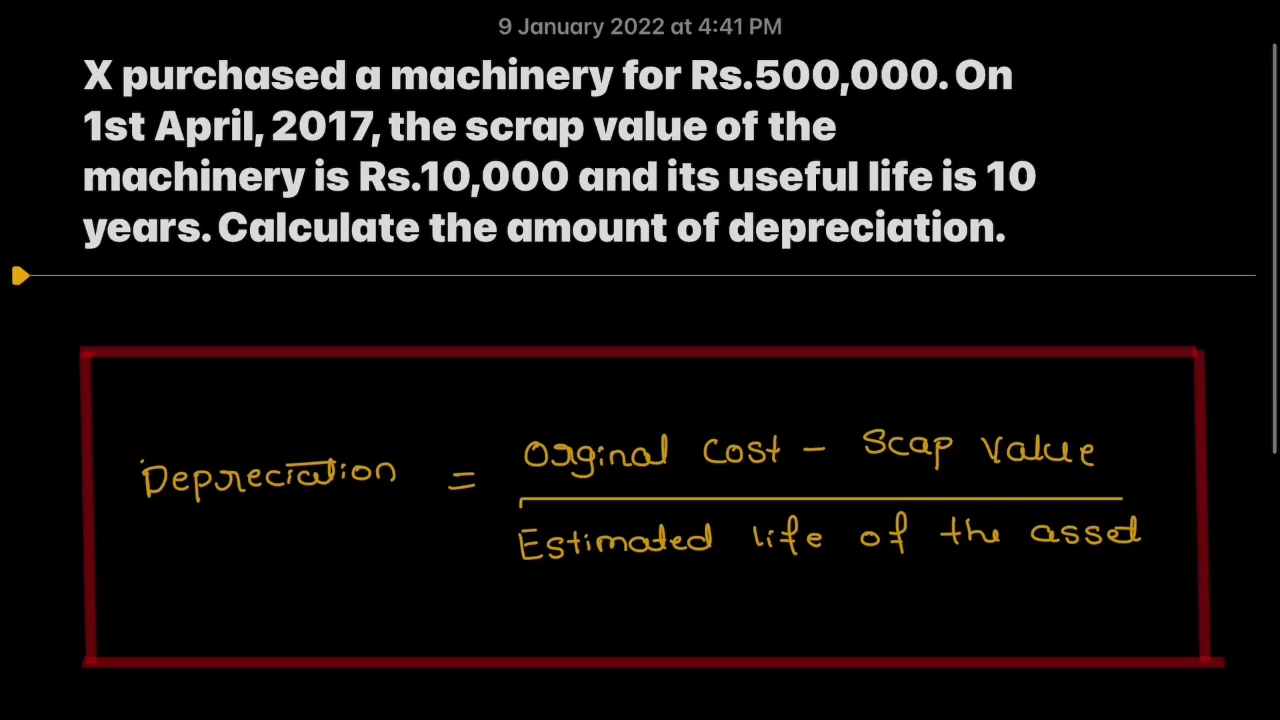 9 January 2022 at 4:41 PM
X purchased a machinery for Rs.500,000. On
1st April, 2017, the scrap value of the
machinery is Rs.10,000 and its useful life is 10
years. Calculate the amount of depreciation.
Depreciation = Orginal cost - Scap value
Estimated life of the asset